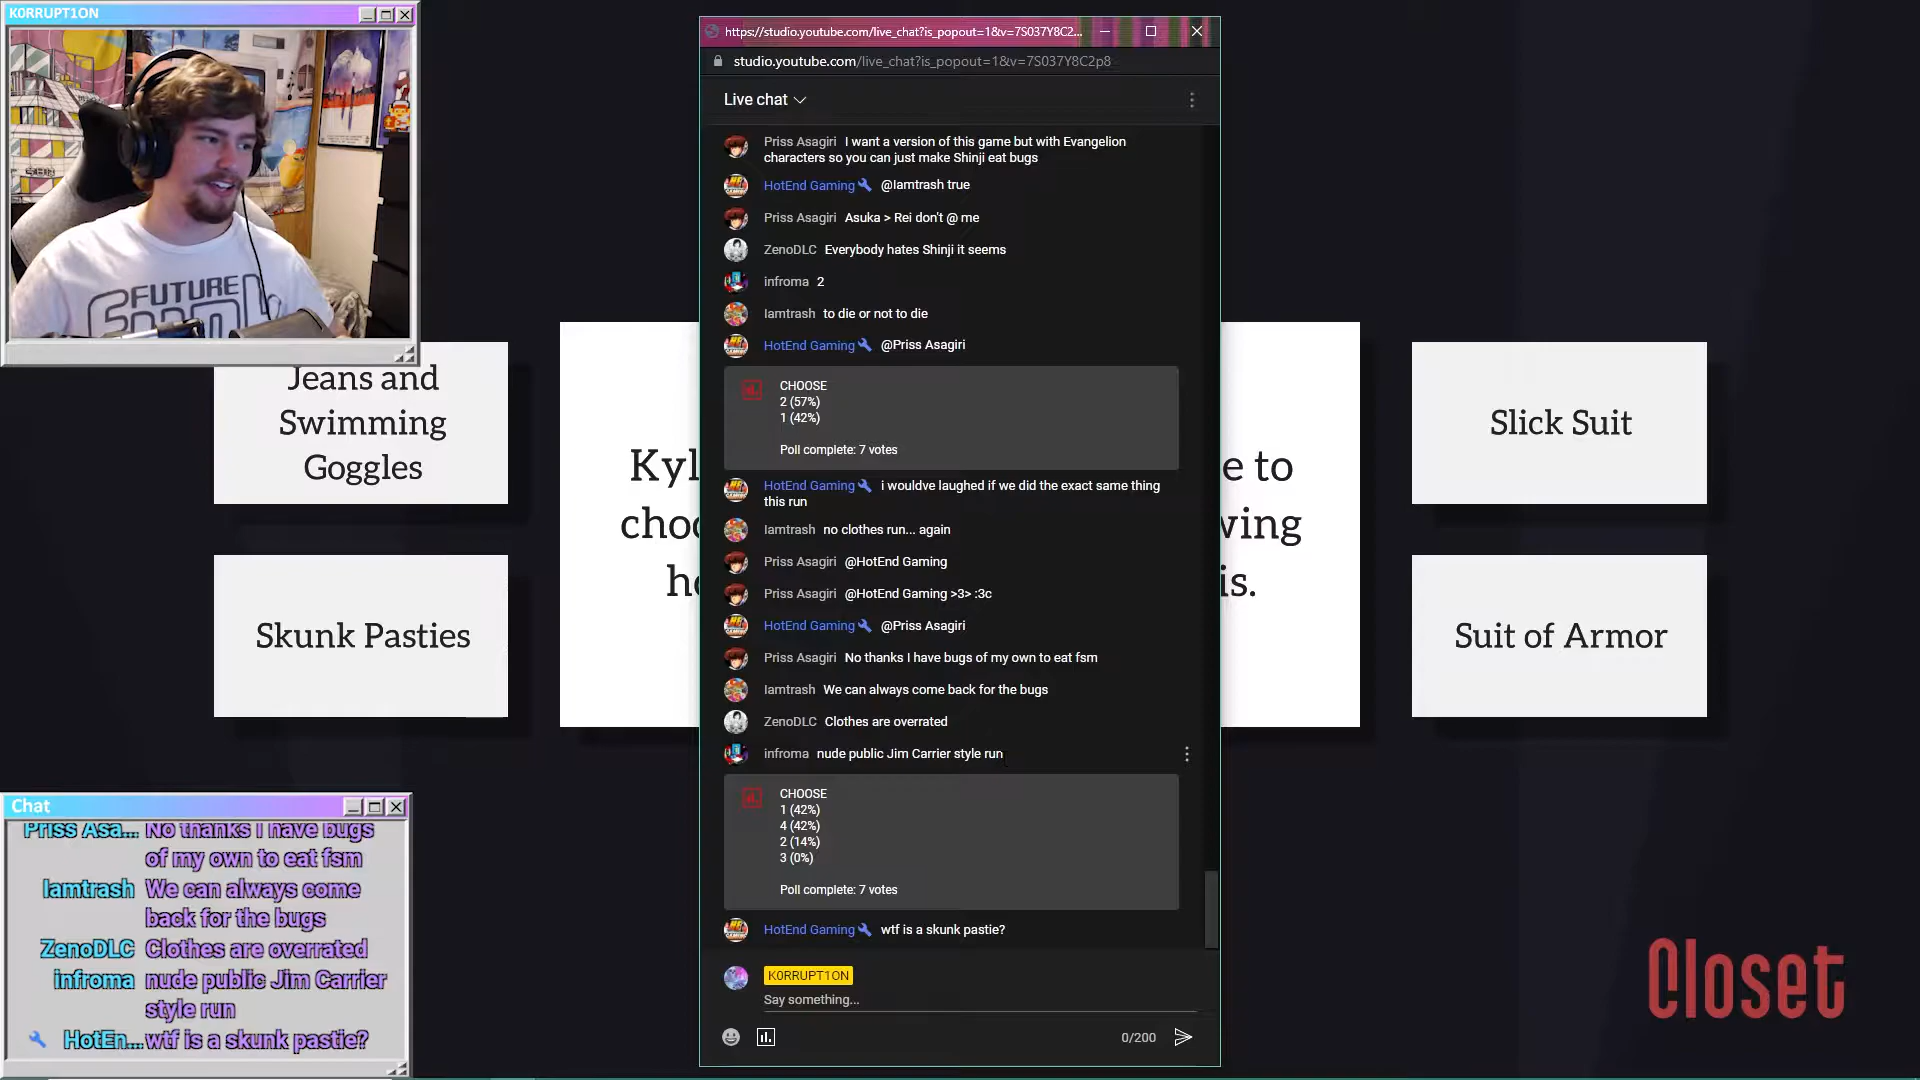 K0RRUPT1ON
FUTURE
https://studio.youtube.com/live_chat?is_popout=1&v=7S037Y8C2...
studio.youtube.com/live_chat?is_popout=1&v=7S037Y8C2p8
Live chat
Priss Asagiri I want a version of this game but with Evangelion
characters so you can just make Shinji eat bugs
HotEnd Gaming @Iamtrash true
Priss Asagiri Asuka > Rei don't @ me
ZenoDLC Everybody hates Shinji it seems
infroma 2
Iamtrash to die or not to die
HotEnd Gaming @Priss Asagiri
CHOOSE
2 (57%)
1 (42%)
Poll complete: 7 votes
HotEnd Gaming i wouldve laughed if we did the exact same thing
this run
Iamtrash no clothes run... again
Priss Asagiri @HotEnd Gaming
Priss Asagiri @HotEnd Gaming >3> :3c
HotEnd Gaming @Priss Asagiri
Priss Asagiri No thanks I have bugs of my own to eat fsm
Iamtrash We can always come back for the bugs
ZenoDLC Clothes are overrated
infroma nude public Jim Carrier style run
CHOOSE
1 (42%)
4 (42%)
2 (14%)
3 (0%)
Poll complete: 7 votes
HotEnd Gaming wtf is a skunk pastie?
K0RRUPT1ON
Say something...
0/200
Jeans and
Swimming
Goggles
Skunk Pasties
Kyl
e to
cho
wing
h
is.
Slick Suit
Suit of Armor
Chat
Priss Asa... No thanks I have bugs
of my own to eat fsm
Iamtrash We can always come
back for the bugs
ZenoDLC Clothes are overrated
infroma nude public Jim Carrier
style run
HotEn... wtf is a skunk pastie?
Closet